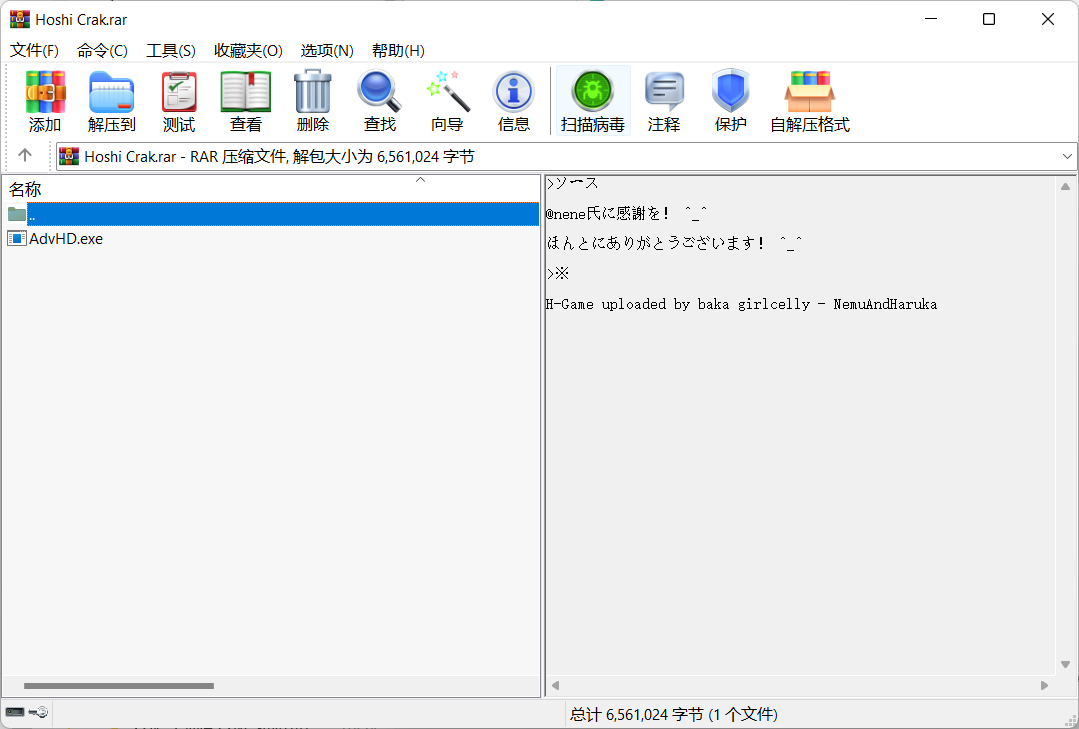 Hoshi Crak.rar
文件(F) 命令(C) 工具(S) 收藏夹(O) 选项(N) 帮助(H)
添加 解压到 测试 查看 删除 查找 向导 信息 扫描病毒 注释 保护 自解压格式
Hoshi Crak.rar - RAR 压缩文件, 解包大小为 6,561,024 字节
名称
..
AdvHD.exe
>ソース
@nene氏に感謝を! ^_^
ほんとにありがとうございます! ^_^
>※
H-Game uploaded by baka girlcelly - NemuAndHaruka
总计 6,561,024 字节 (1 个文件)